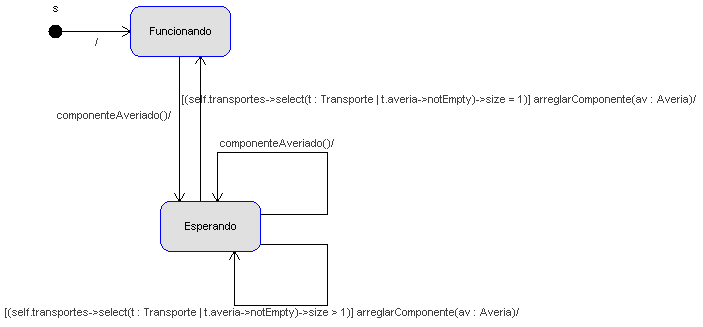 s
Funcionando
/
[(self.transportes->select(t : Transporte | t.averia->notEmpty)->size = 1)] arreglarComponente(av : Averia)/
componenteAveriado()/
componenteAveriado()/
Esperando
[(self.transportes->select(t : Transporte | t.averia->notEmpty)->size > 1)] arreglarComponente(av : Averia)/